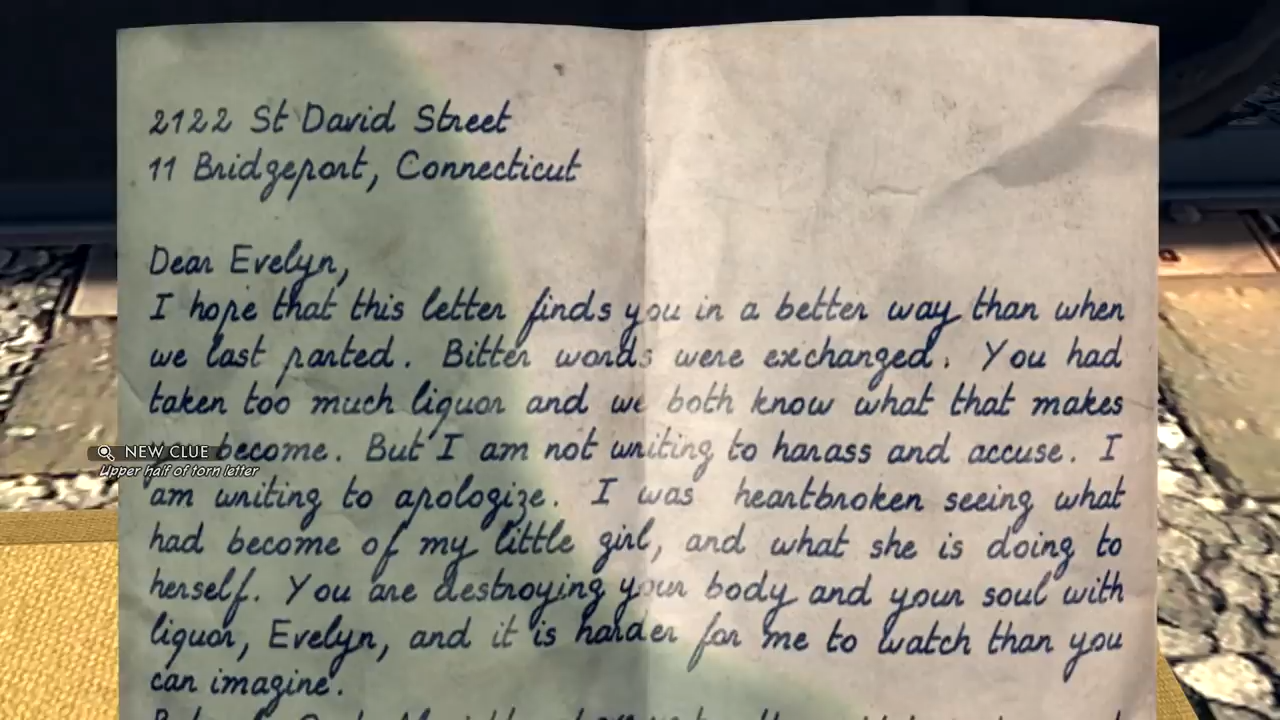 2122 St David Street
11 Bridgeport, Connecticut
Dear Evelyn,
I hope that this letter finds you in a better way than when
we last parted. Bitter words were exchanged. You had
taken too much liquor and we both know what that makes
become. But I am not writing to harass and accuse. I
NEW CLUE
Upper half of torn letter
am writing to apologize. I was heartbroken seeing what
had become of my little girl, and what she is doing to
herself. You are destroying your body and your soul with
liquor, Evelyn, and it is harder for me to watch than you
can imagine.